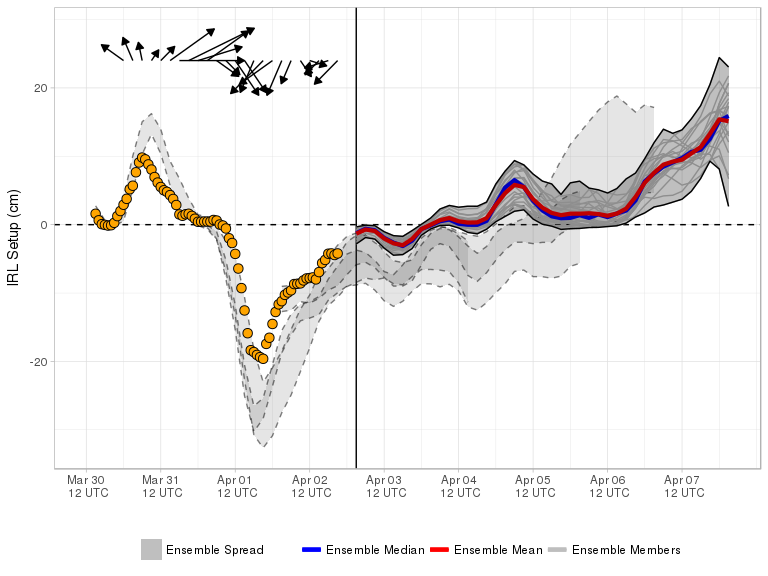 20
0
-20
IRL Setup (cm)
Mar 30 Mar 31 Apr 01 Apr 02 Apr 03 Apr 04 Apr 05 Apr 06 Apr 07
12 UTC 12 UTC 12 UTC 12 UTC 12 UTC 12 UTC 12 UTC 12 UTC 12 UTC
Ensemble Spread Ensemble Median Ensemble Mean Ensemble Members